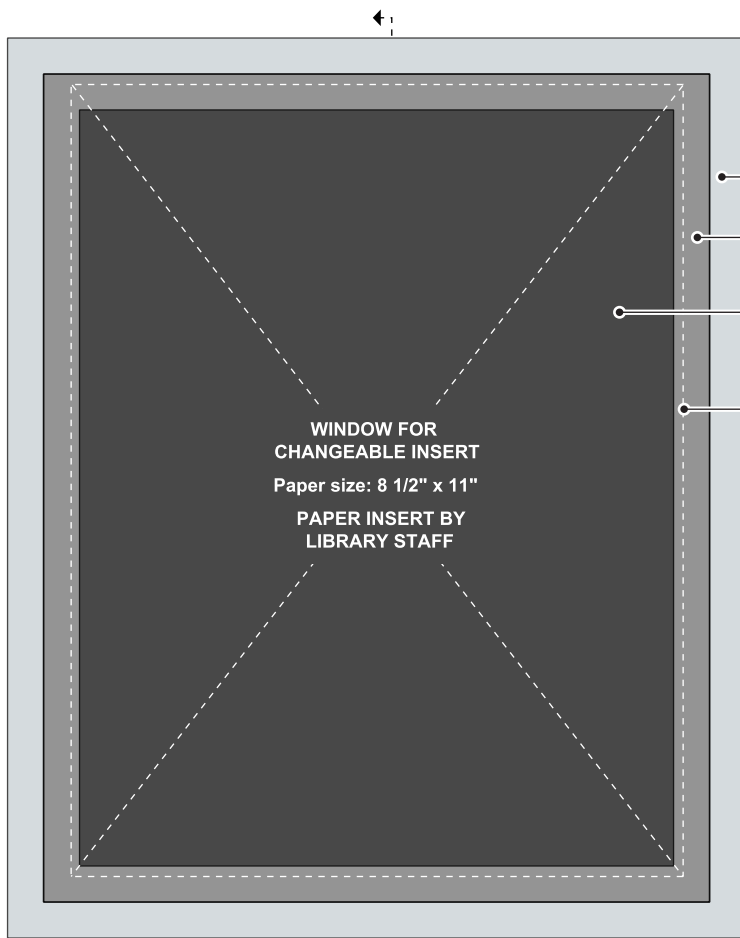 WINDOW FOR
CHANGEABLE INSERT
Paper size: 8 1/2" x 11"
PAPER INSERT BY
LIBRARY STAFF